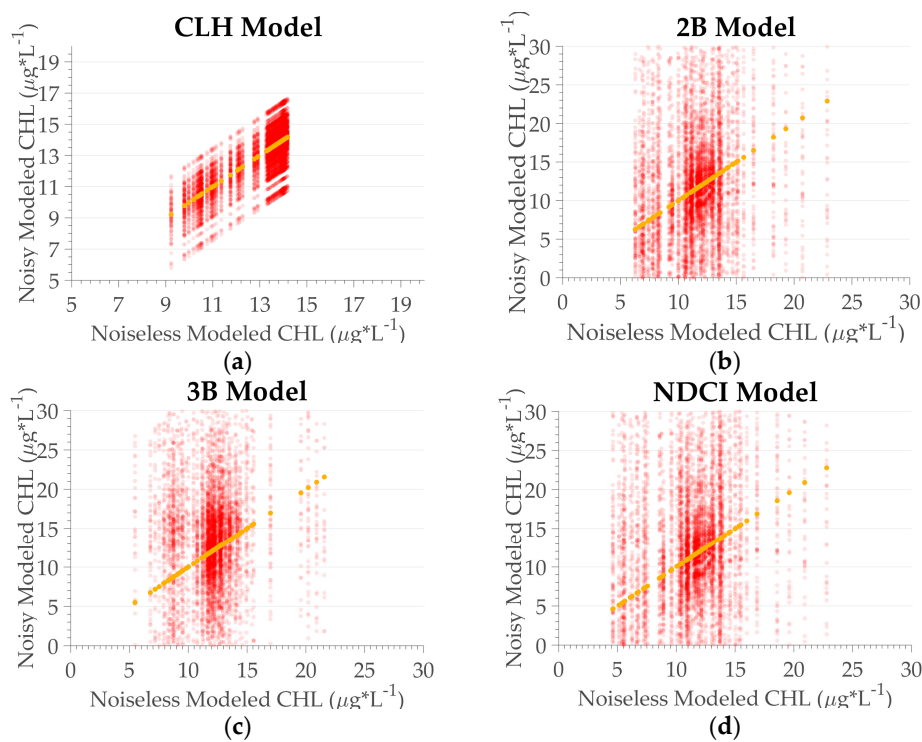 CLH Model
Noisy Modeled CHL (µg*L-1)
19
17
15
13
11
9
7
5
5 7 9 11 13 15 17 19
Noiseless Modeled CHL (µg*L-1)
(a)
2B Model
Noisy Modeled CHL (µg*L-1)
30
25
20
15
10
5
0
0 5 10 15 20 25 30
Noiseless Modeled CHL (µg*L-1)
(b)
3B Model
Noisy Modeled CHL (µg*L-1)
30
25
20
15
10
5
0
0 5 10 15 20 25 30
Noiseless Modeled CHL (µg*L-1)
(c)
NDCI Model
Noisy Modeled CHL (µg*L-1)
30
25
20
15
10
5
0
0 5 10 15 20 25 30
Noiseless Modeled CHL (µg*L-1)
(d)